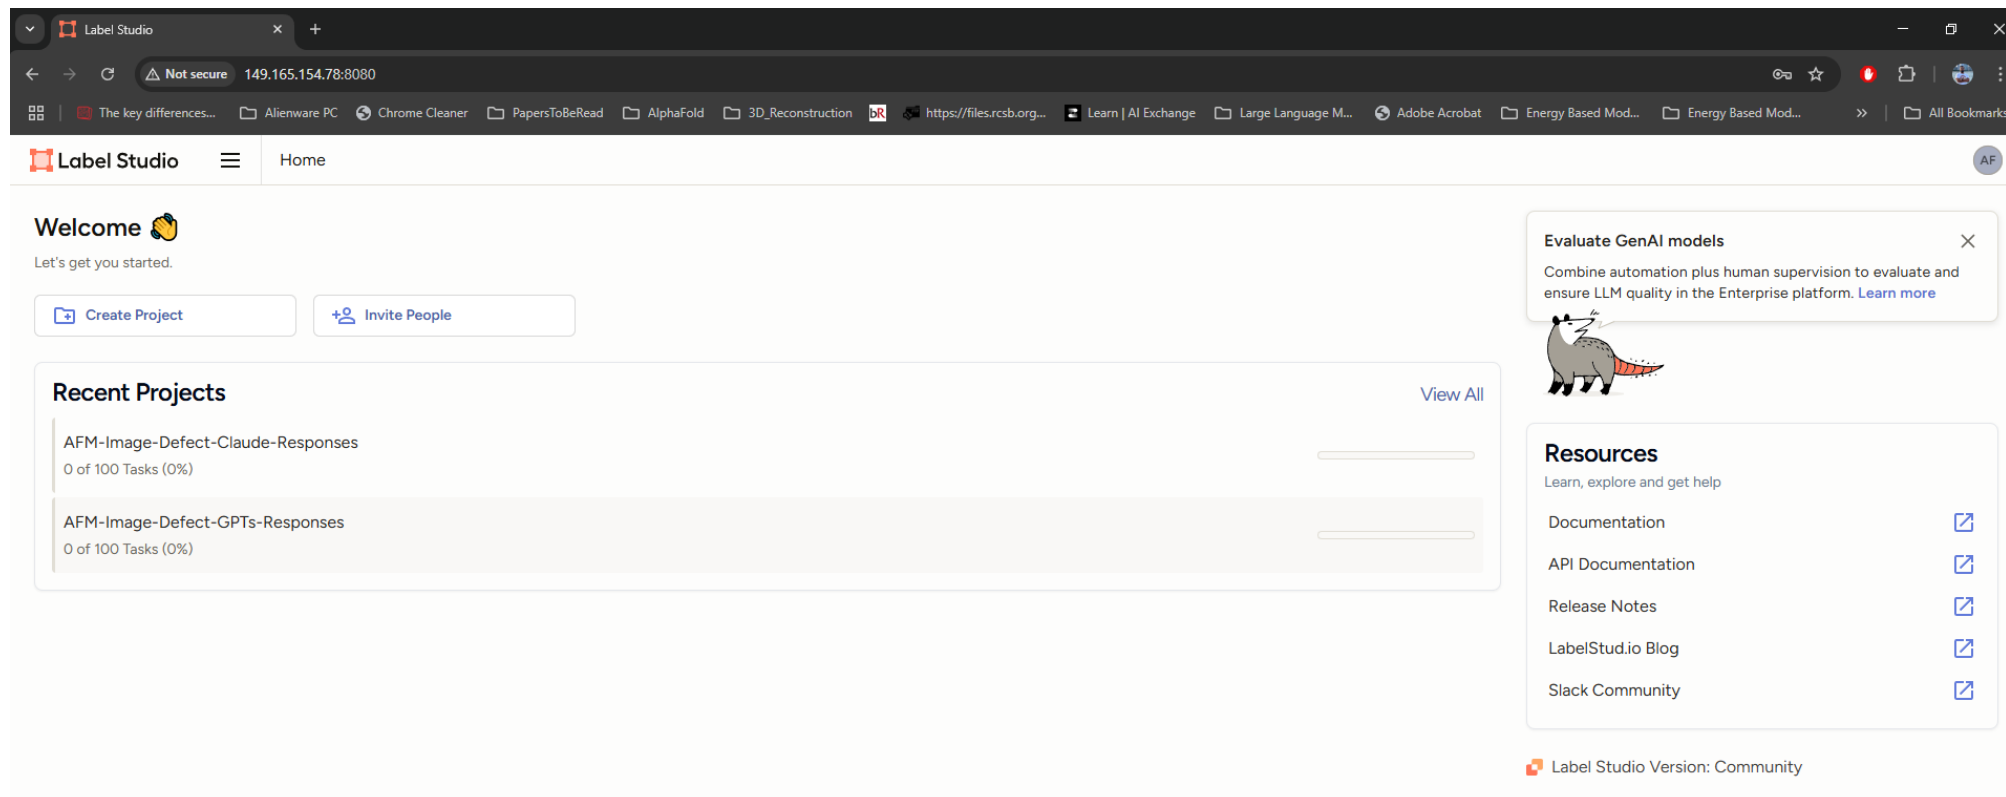 Label Studio
Not secure 149.165.154.78:8080
The key differences... Alienware PC Chrome Cleaner PapersToBeRead AlphaFold 3D_Reconstruction bR https://files.rcsb.org... Learn | AI Exchange Large Language M... Adobe Acrobat Energy Based Mod... Energy Based Mod... » All Bookmarks
Label Studio Home AF
Welcome
Let's get you started.
Create Project Invite People
Recent Projects View All
AFM-Image-Defect-Claude-Responses
0 of 100 Tasks (0%)
AFM-Image-Defect-GPTs-Responses
0 of 100 Tasks (0%)
Evaluate GenAI models
Combine automation plus human supervision to evaluate and
ensure LLM quality in the Enterprise platform. Learn more
Resources
Learn, explore and get help
Documentation
API Documentation
Release Notes
LabelStud.io Blog
Slack Community
Label Studio Version: Community